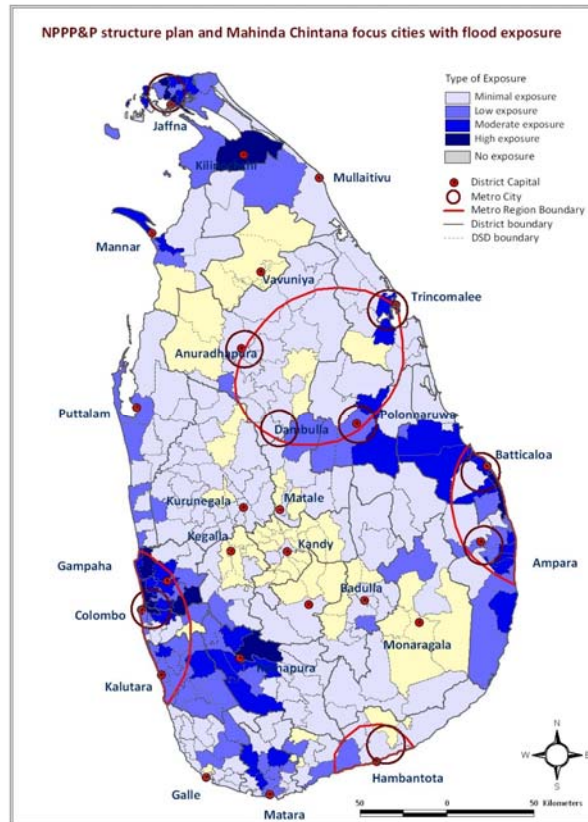 NPPP&P structure plan and Mahinda Chintana focus cities with flood exposure
Type of Exposure
Minimal exposure
Low exposure
Moderate exposure
High exposure
No exposure
District Capital
Metro City
Metro Region Boundary
District boundary
DSD boundary
Jaffna
Kilinochchi
Mullaitivu
Mannar
Vavuniya
Trincomalee
Anuradhapura
Puttalam
Dambulla
Polonnaruwa
Batticaloa
Kurunegala
Matale
Kegalla
Kandy
Gampaha
Ampara
Badulla
Colombo
Monaragala
Ratnapura
Kalutara
Hambantota
Galle
Matara
N
W
E
S
50
0
50 Kilometers